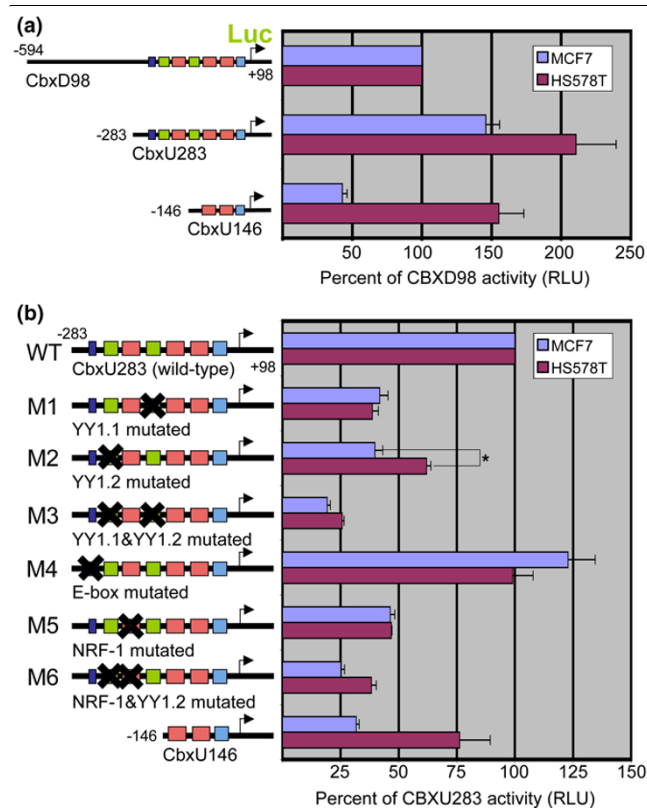 (a)
Luc
-594
+98
CbxD98
-283
CbxU283
-146
CbxU146
MCF7
HS578T
50 100 150 200 250
Percent of CBXD98 activity (RLU)
(b)
-283
WT
CbxU283 (wild-type) +98
M1
YY1.1 mutated
M2
YY1.2 mutated
*
M3
YY1.1&YY1.2 mutated
M4
E-box mutated
M5
NRF-1 mutated
M6
NRF-1&YY1.2 mutated
-146
CbxU146
MCF7
HS578T
25 50 75 100 125 150
Percent of CBXU283 activity (RLU)